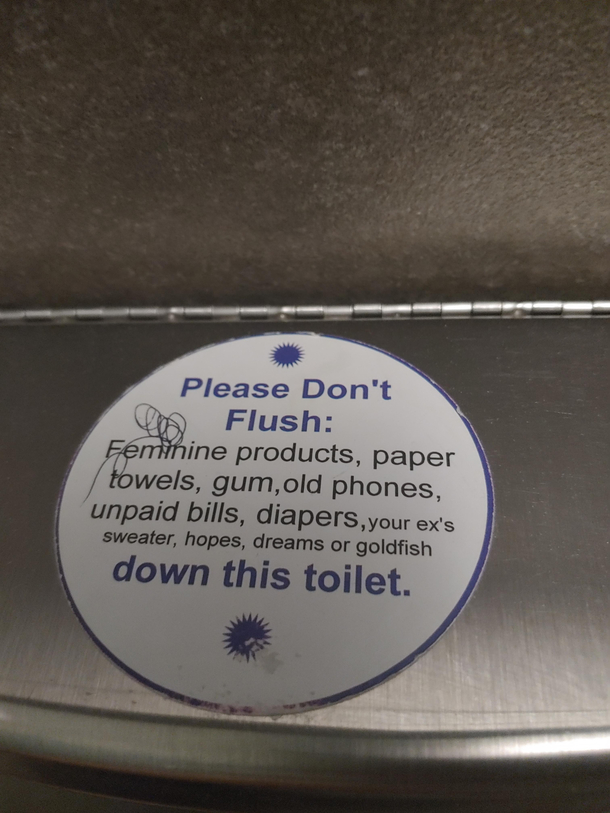 Please Don't
Flush:
Feminine products, paper
towels, gum,old phones,
unpaid bills, diapers,your ex's
sweater, hopes, dreams or goldfish
down this toilet.